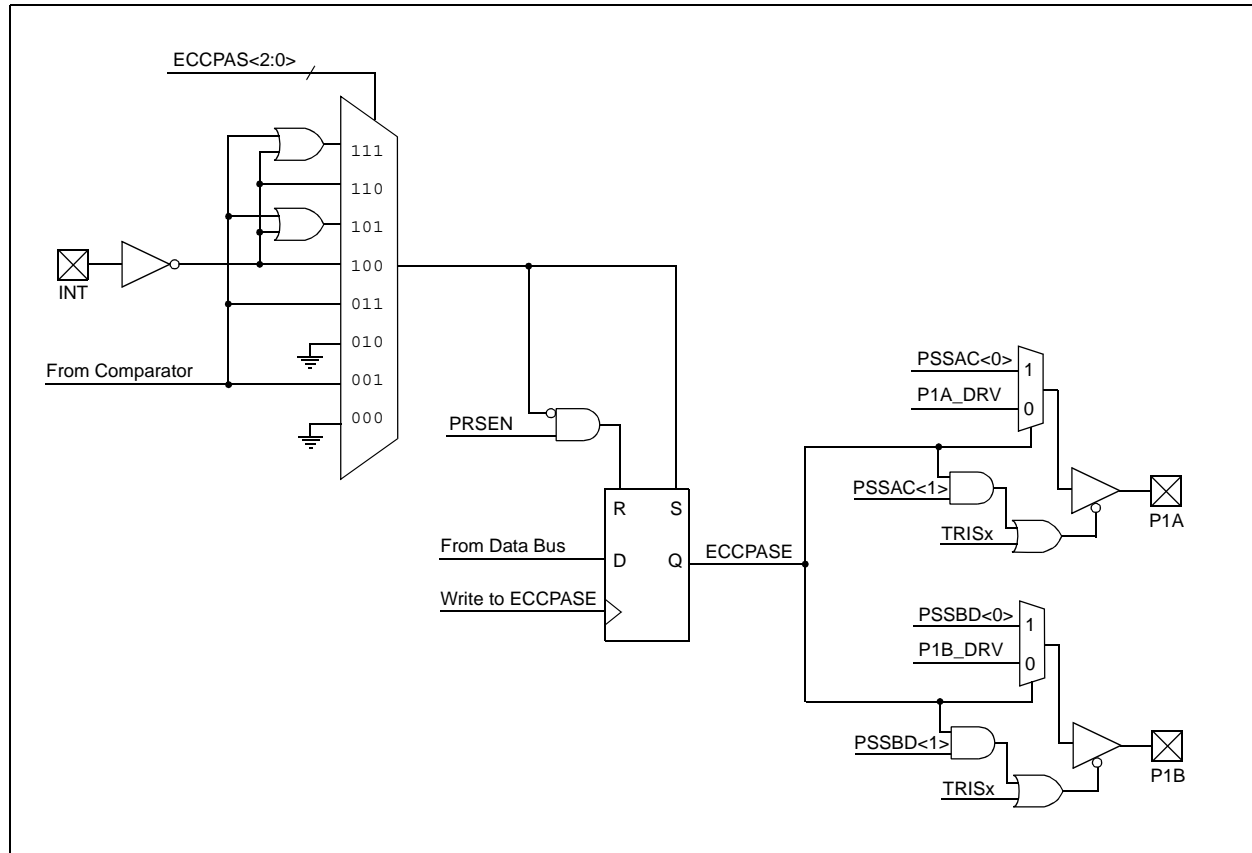 ECCPAS<2:0>
111
110
101
100
011
010
001
000
INT
From Comparator
PRSEN
R S
From Data Bus
D Q
ECCPASE
Write to ECCPASE
PSSAC<0>
1
P1A_DRV
0
PSSAC<1>
TRISx
P1A
PSSBD<0>
1
P1B_DRV
0
PSSBD<1>
TRISx
P1B